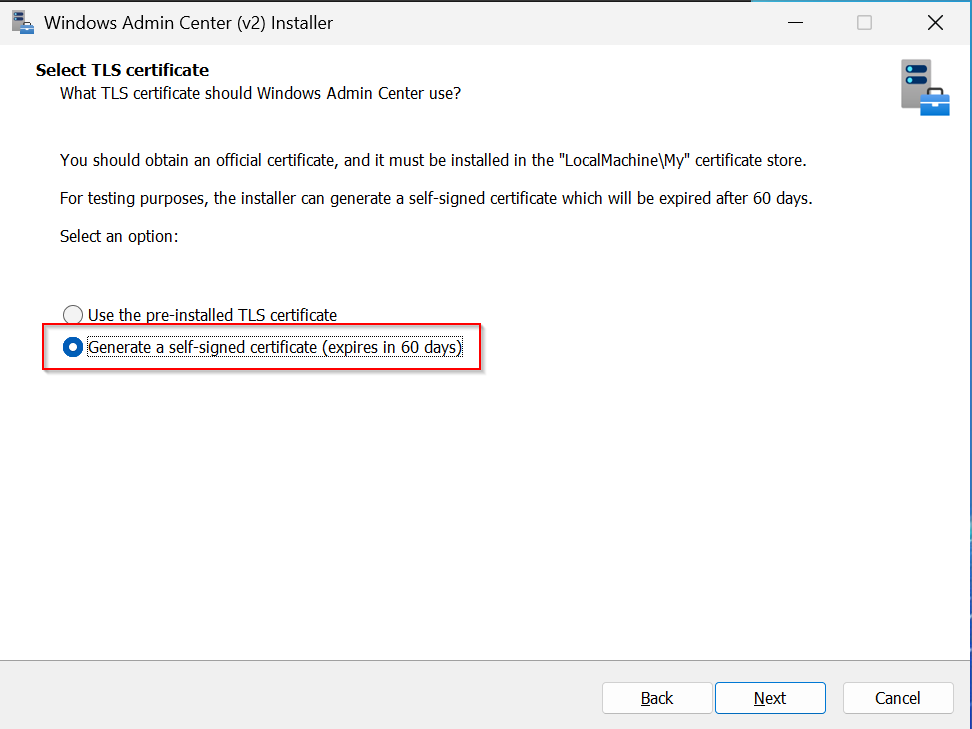 Windows Admin Center (v2) Installer
Select TLS certificate
What TLS certificate should Windows Admin Center use?
You should obtain an official certificate, and it must be installed in the "LocalMachine\My" certificate store.
For testing purposes, the installer can generate a self-signed certificate which will be expired after 60 days.
Select an option:
Use the pre-installed TLS certificate
Generate a self-signed certificate (expires in 60 days)
Back Next Cancel